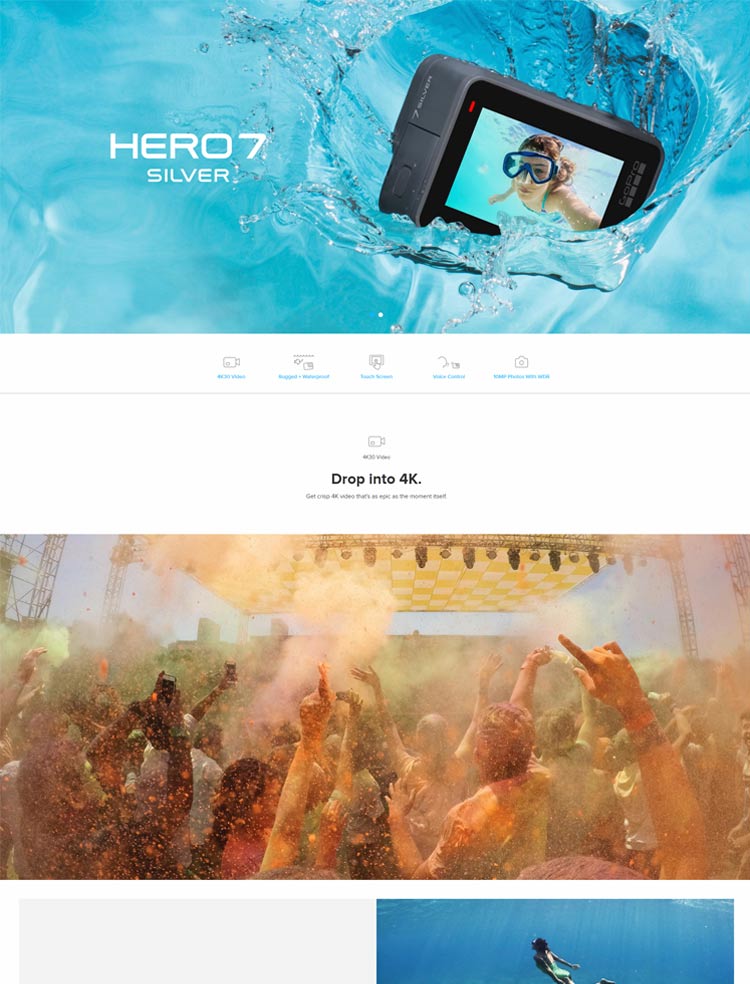 HERO7
SILVER
7 SILVER
GoPro
4K30 Video
Rugged + Waterproof
Touch Screen
Voice Control
10MP Photos With WDR
4K30 Video
Drop into 4K.
Get crisp 4K video that's as epic as the moment itself.